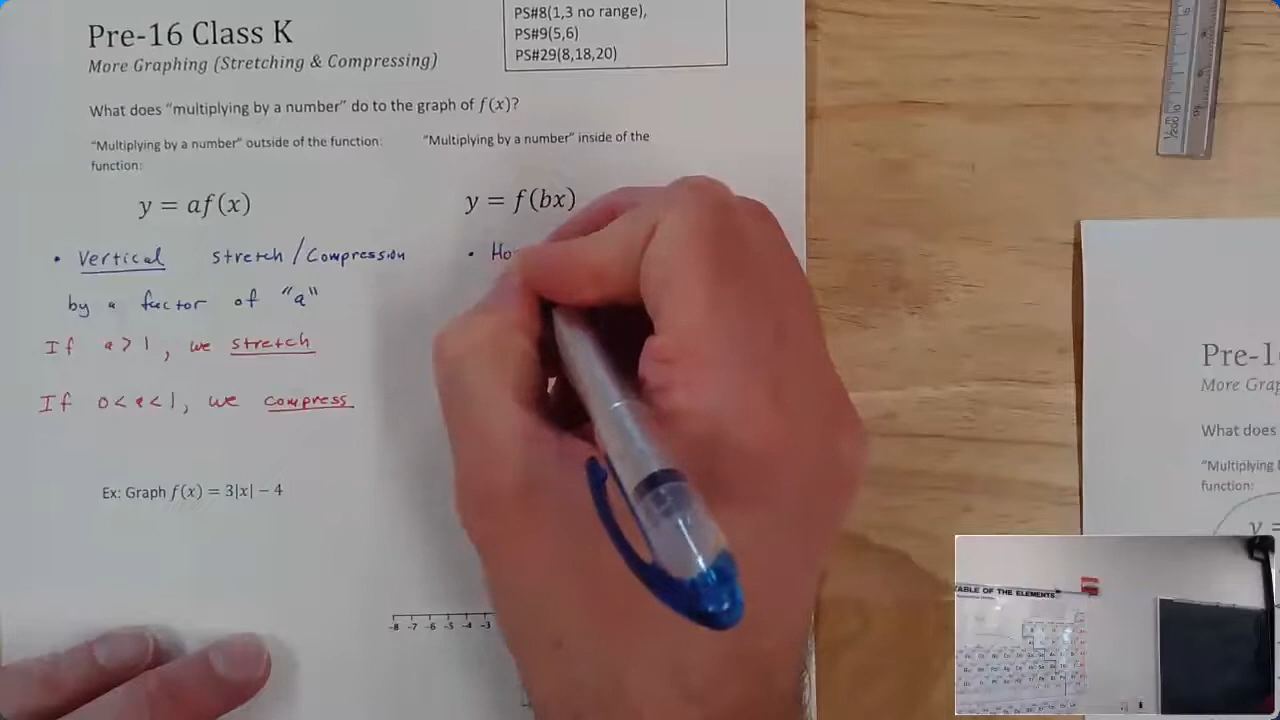 Pre-16 Class K
More Graphing (Stretching & Compressing)
PS#8(1,3 no range),
PS#9(5,6)
PS#29(8,18,20)
What does "multiplying by a number" do to the graph of f(x)?
"Multiplying by a number" outside of the function:
"Multiplying by a number" inside of the
function:
y = af(x)
y = f(bx)
• Vertical stretch/Compression
by a factor of "a"
• Ho
If a > 1, we stretch
If 0<a<1, we compress
Ex: Graph f(x) = 3|x| − 4
-8 -7 -6 -5 -4 -3
Pre-1
More Grap
What does
"Multiplying
function:
y =
TABLE OF THE ELEMENTS